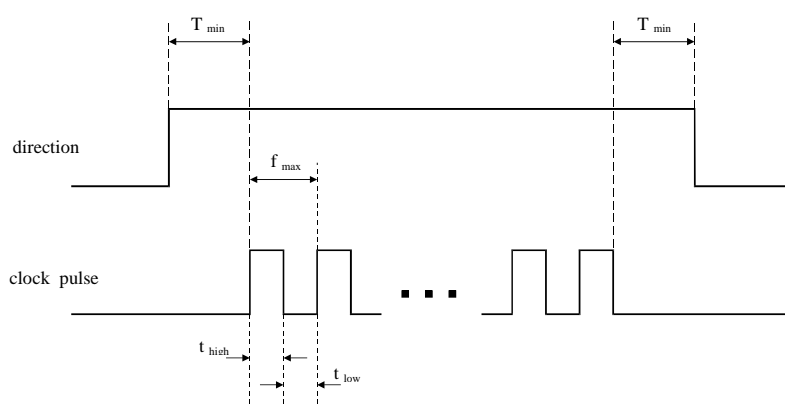 T min
T min
direction
f max
clock pulse
t high
t low